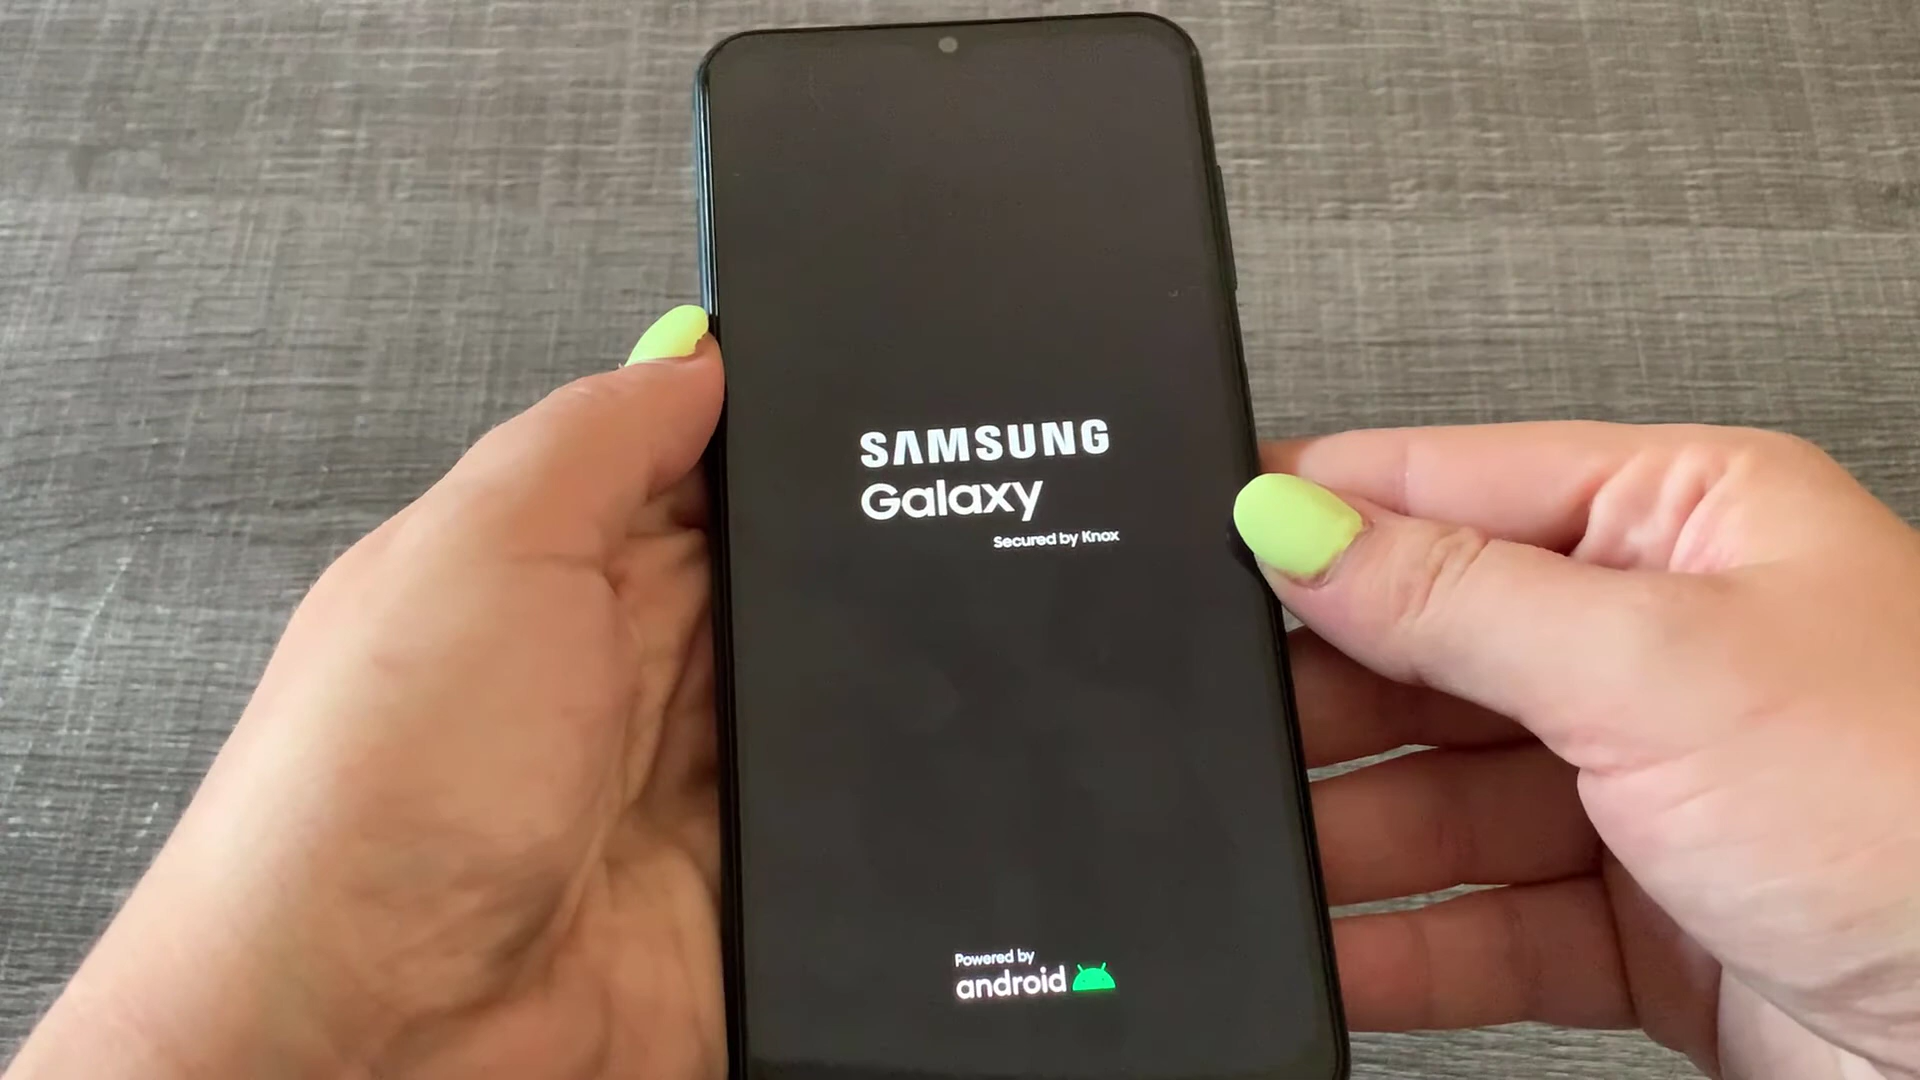 SAMSUNG
Galaxy
Secured by Knox
Powered by
android